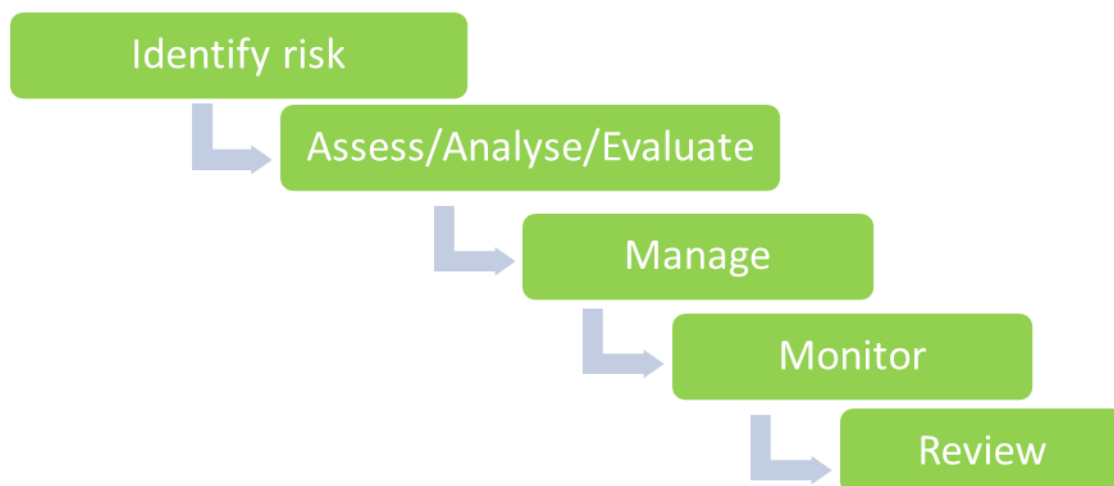 Identify risk
Assess/Analyse/Evaluate
Manage
Monitor
Review